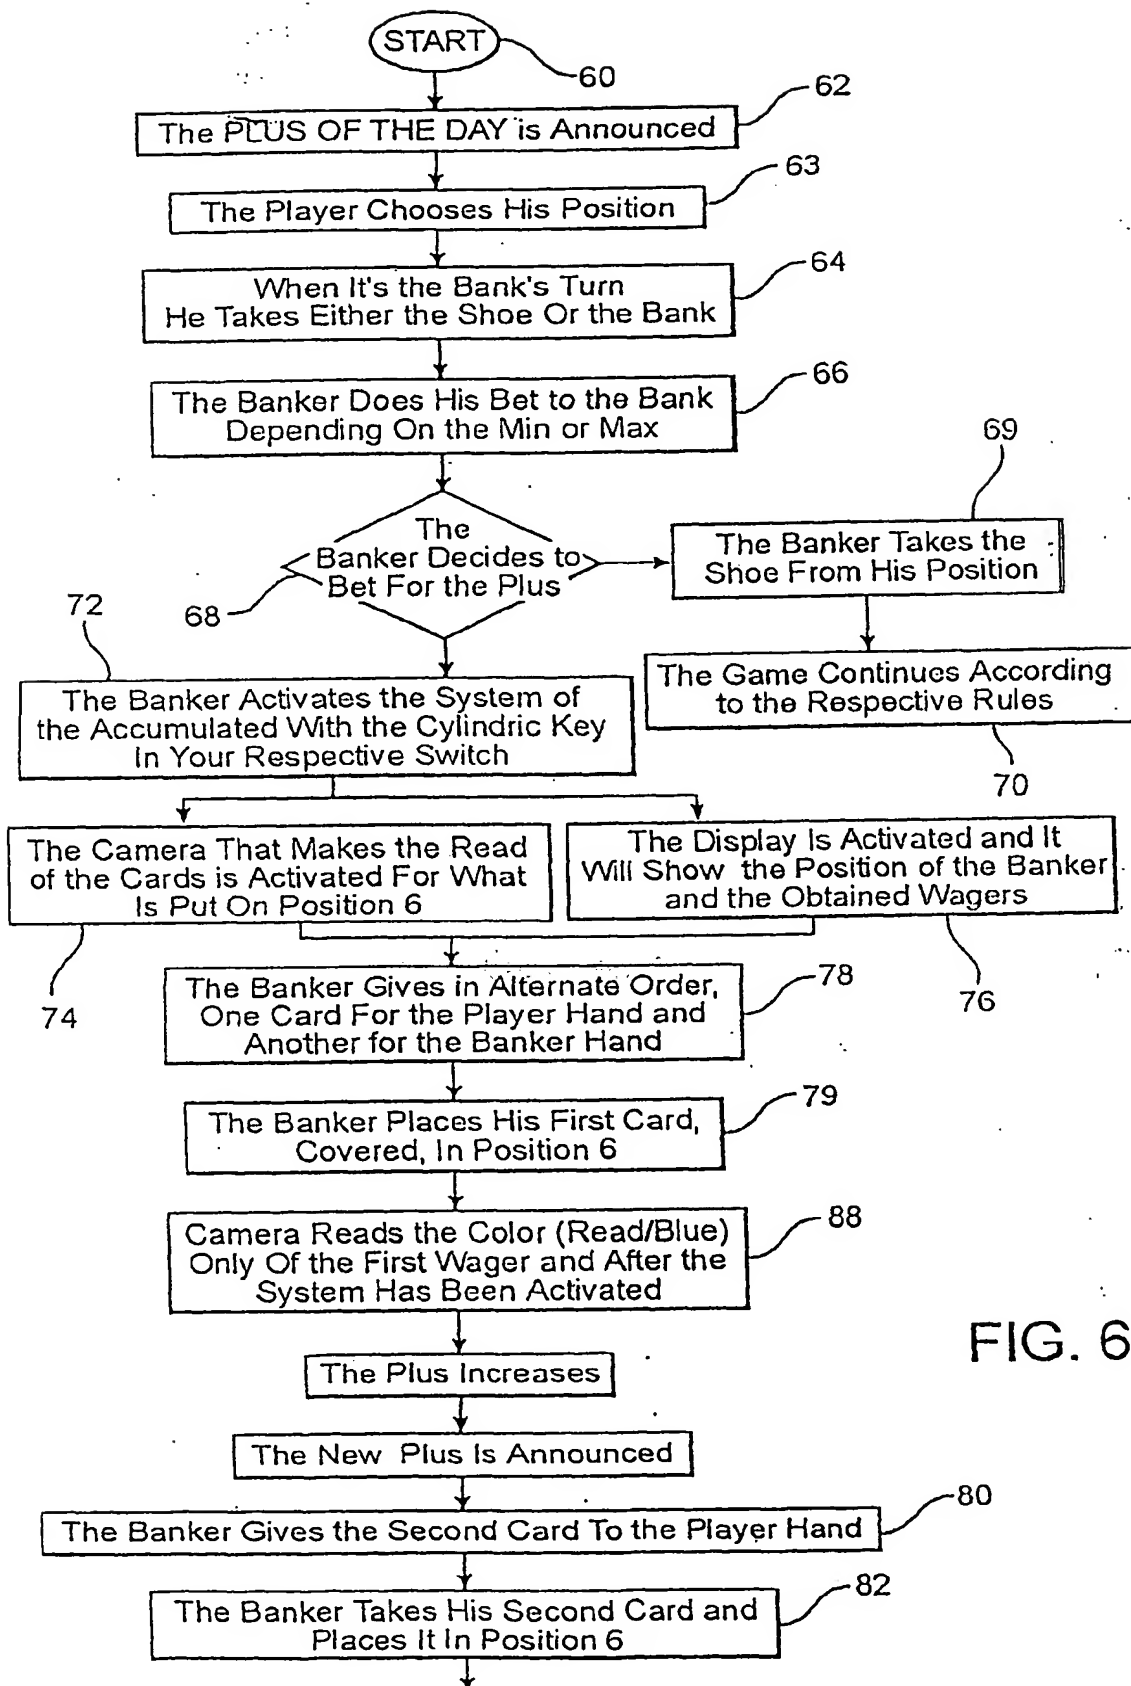 START
60
The PLUS OF THE DAY is Announced
62
The Player Chooses His Position
63
When It's the Bank's Turn
He Takes Either the Shoe Or the Bank
64
The Banker Does His Bet to the Bank
Depending On the Min or Max
66
The
Banker Decides to
Bet For the Plus
68
69
The Banker Takes the
Shoe From His Position
The Game Continues According
to the Respective Rules
70
72
The Banker Activates the System of
the Accumulated With the Cylindric Key
In Your Respective Switch
The Camera That Makes the Read
of the Cards is Activated For What
Is Put On Position 6
74
The Display Is Activated and It
Will Show the Position of the Banker
and the Obtained Wagers
76
The Banker Gives in Alternate Order,
One Card For the Player Hand and
Another for the Banker Hand
78
The Banker Places His First Card,
Covered, In Position 6
79
Camera Reads the Color (Read/Blue)
Only Of the First Wager and After the
System Has Been Activated
88
The Plus Increases
The New Plus Is Announced
The Banker Gives the Second Card To the Player Hand
80
The Banker Takes His Second Card and
Places It In Position 6
82
FIG. 6